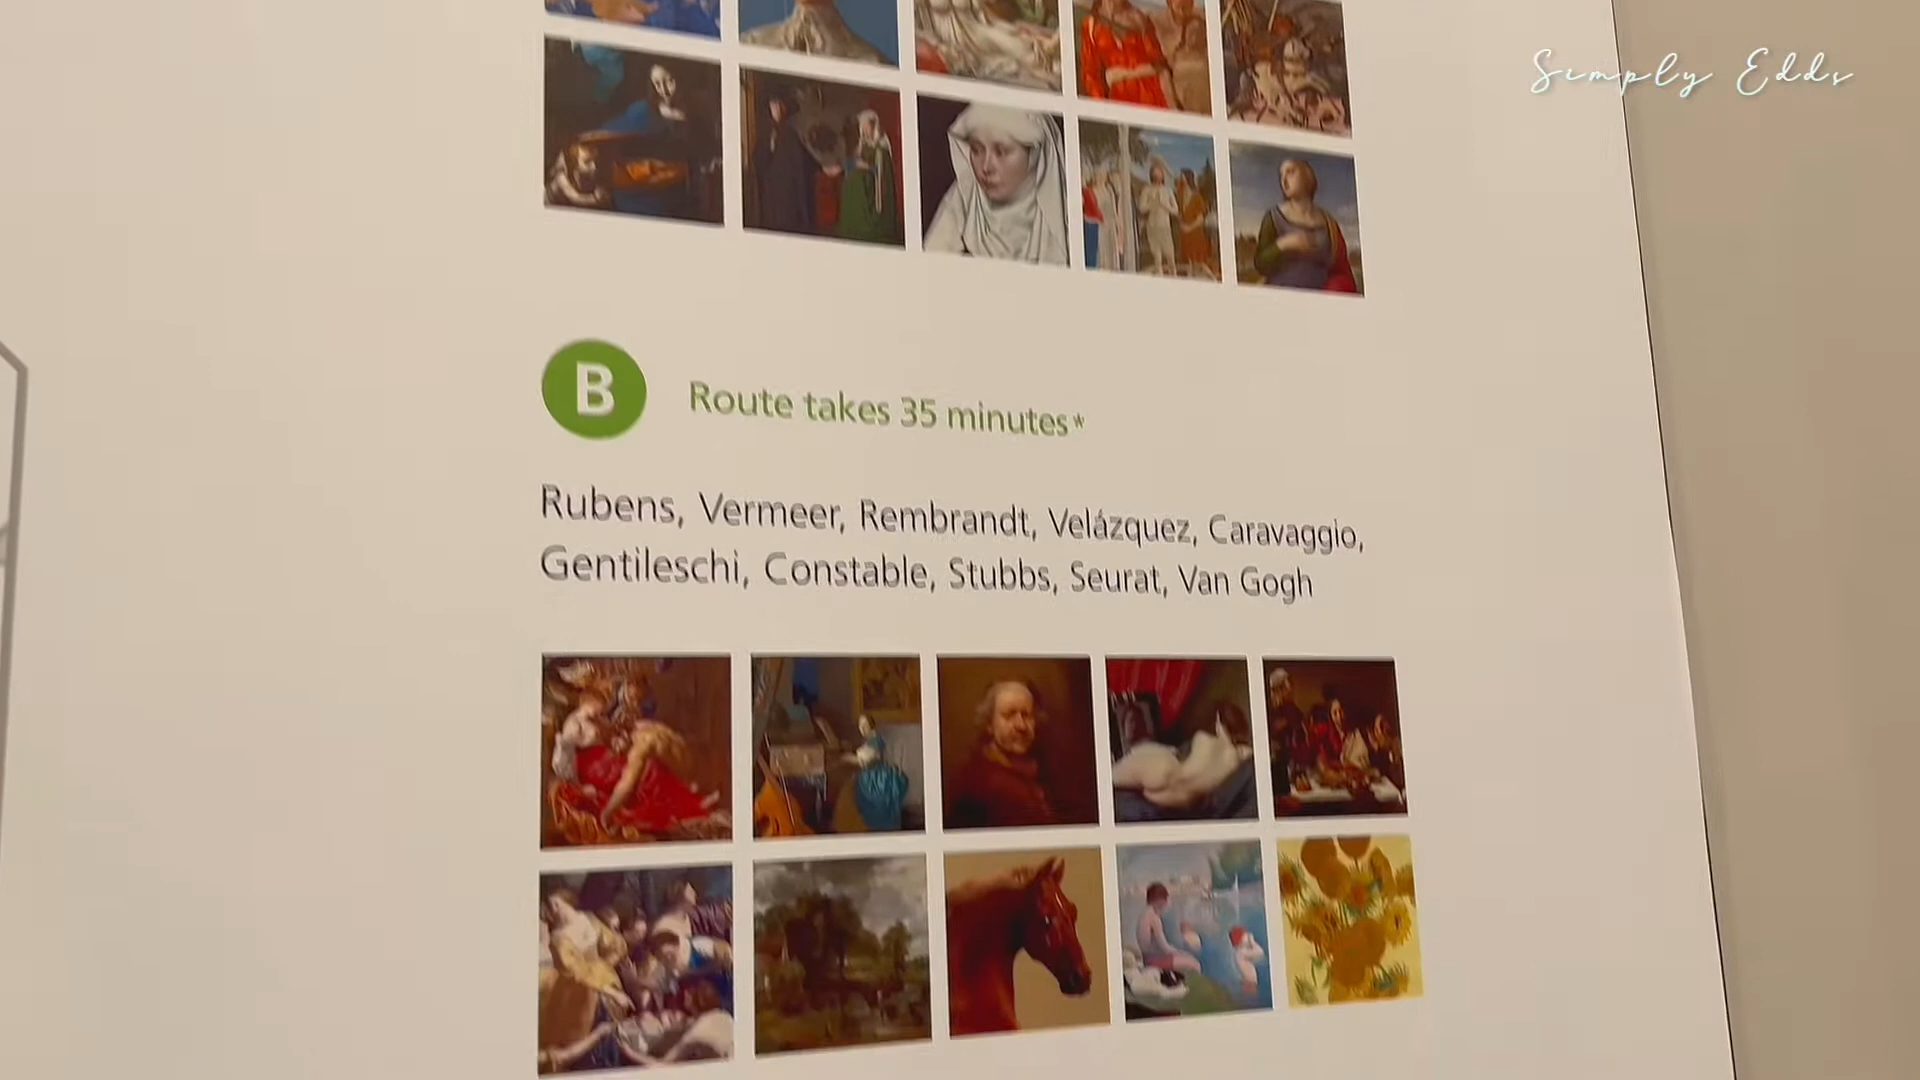 Simply Edds
B
Route takes 35 minutes*
Rubens, Vermeer, Rembrandt, Velázquez, Caravaggio,
Gentileschi, Constable, Stubbs, Seurat, Van Gogh